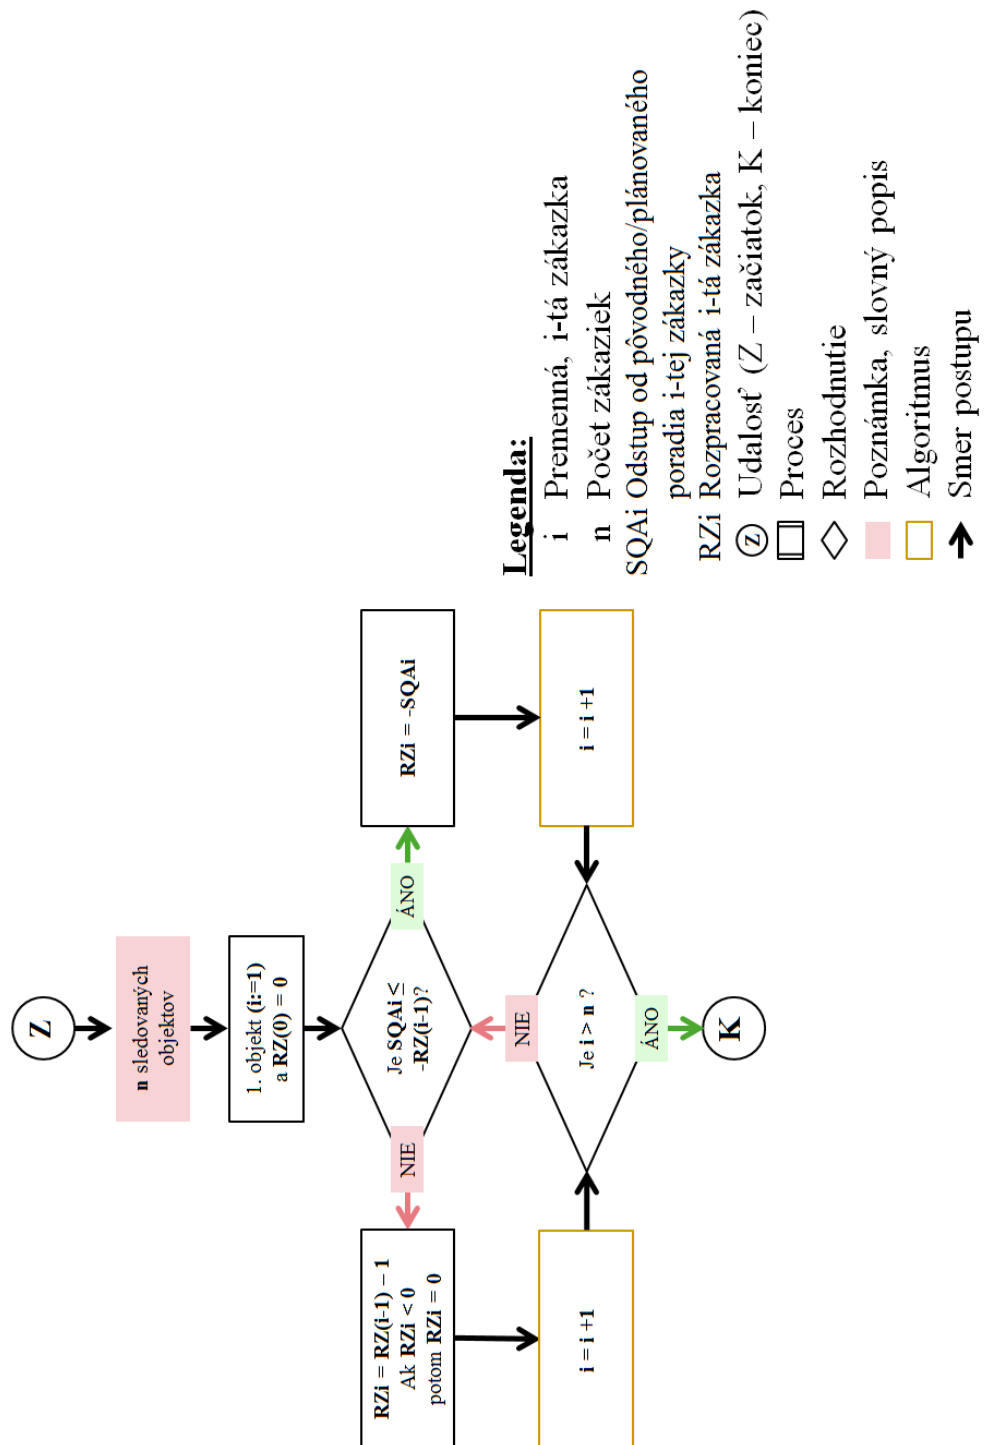 Z
n sledovaných
objektov
1. objekt (i:=1)
a RZ(0) = 0
Je SQAi ≤
-RZ(i-1)?
ÁNO
NIE
RZi = -SQAi
RZi = RZ(i-1) – 1
Ak RZi < 0
potom RZi = 0
i = i +1
i = i +1
Je i > n ?
NIE
ÁNO
K
Legenda:
i Premenná, i-tá zákazka
n Počet zákaziek
SQAi Odstup od pôvodného/plánovaného
poradia i-tej zákazky
RZi Rozpracovaná i-tá zákazka
Z Udalosť (Z – začiatok, K – koniec)
Proces
Rozhodnutie
Poznámka, slovný popis
Algoritmus
Smer postupu